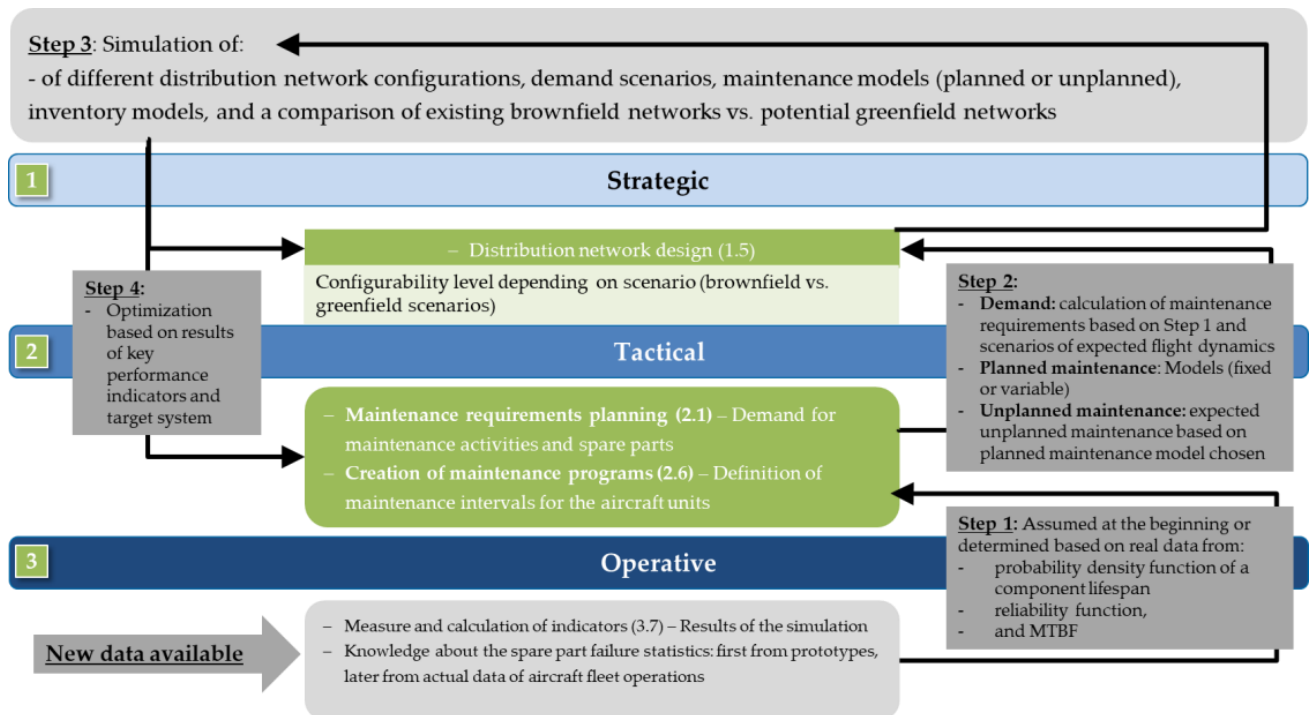 Step 3: Simulation of:
- of different distribution network configurations, demand scenarios, maintenance models (planned or unplanned),
inventory models, and a comparison of existing brownfield networks vs. potential greenfield networks
1
Strategic
– Distribution network design (1.5)
Configurability level depending on scenario (brownfield vs.
greenfield scenarios)
Step 4:
- Optimization
based on results
of key
performance
indicators and
target system
Step 2:
- Demand: calculation of maintenance
requirements based on Step 1 and
scenarios of expected flight dynamics
- Planned maintenance: Models (fixed
or variable)
- Unplanned maintenance: expected
unplanned maintenance based on
planned maintenance model chosen
2
Tactical
– Maintenance requirements planning (2.1) – Demand for
maintenance activities and spare parts
– Creation of maintenance programs (2.6) – Definition of
maintenance intervals for the aircraft units
Step 1: Assumed at the beginning or
determined based on real data from:
- probability density function of a
component lifespan
- reliability function,
- and MTBF
3
Operative
New data available
– Measure and calculation of indicators (3.7) – Results of the simulation
– Knowledge about the spare part failure statistics: first from prototypes,
later from actual data of aircraft fleet operations